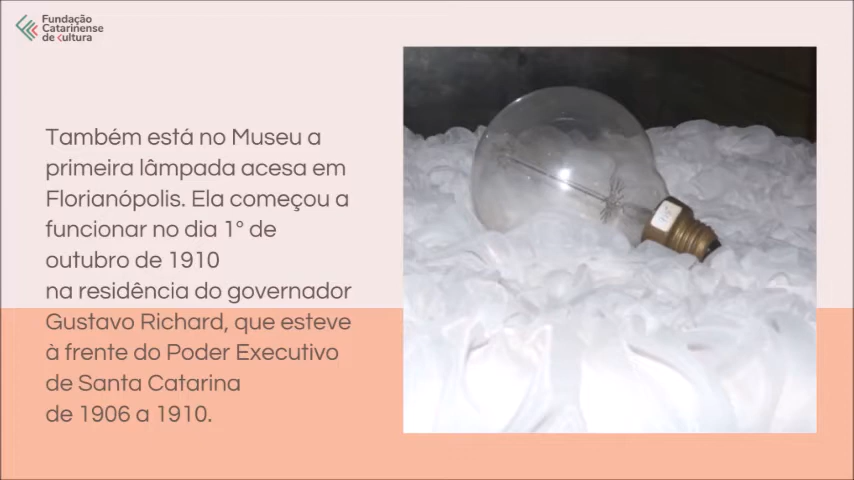 Fundação
Catarinense
de cultura
Também está no Museu a
primeira lâmpada acesa em
Florianópolis. Ela começou a
funcionar no dia 1º de
outubro de 1910
na residência do governador
Gustavo Richard, que esteve
à frente do Poder Executivo
de Santa Catarina
de 1906 a 1910.